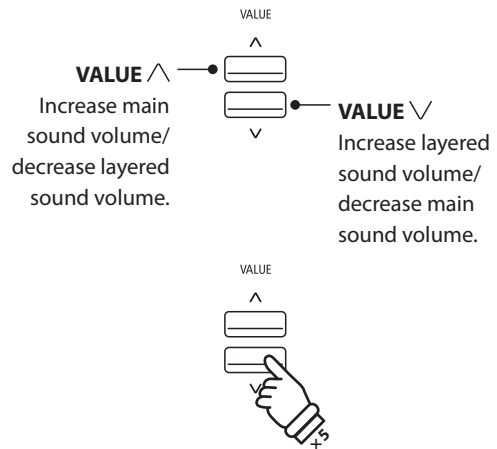 VALUE
VALUE
Increase main
sound volume/
decrease layered
sound volume.
VALUE
Increase layered
sound volume/
decrease main
sound volume.
VALUE
×5